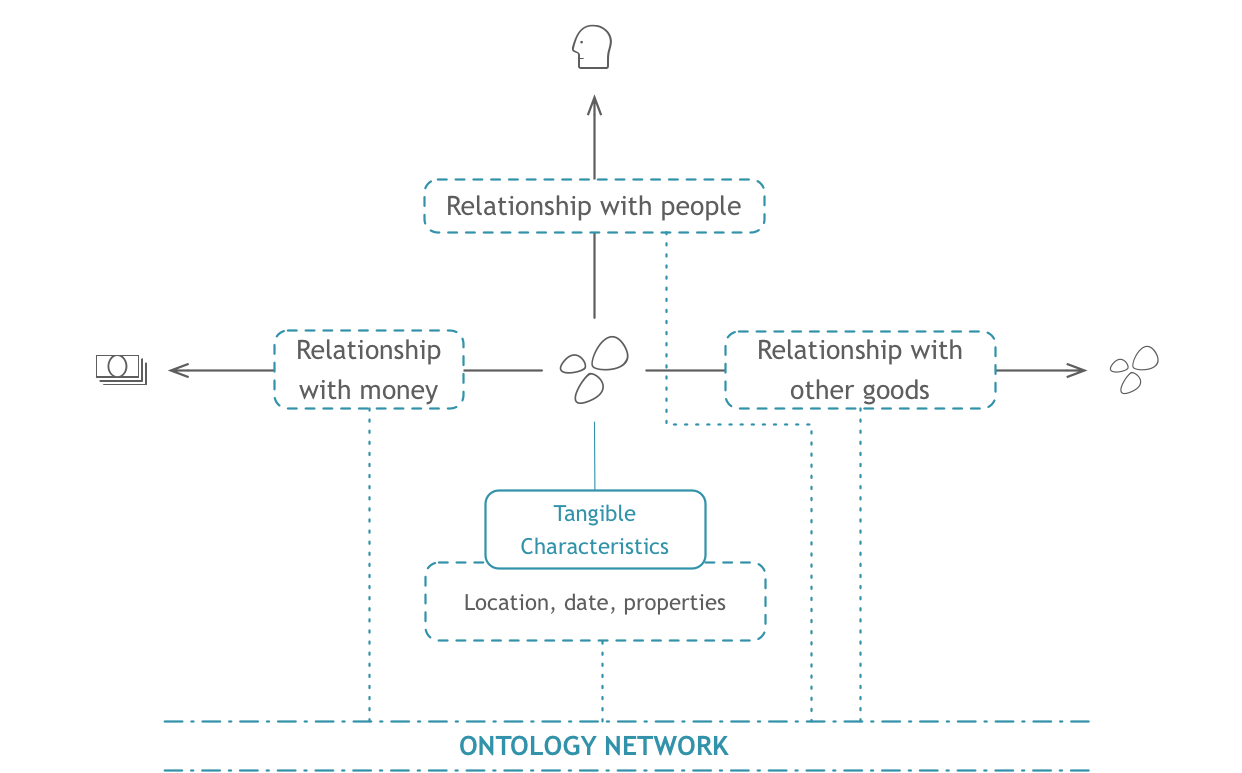 Relationship with people
Relationship
with money
Relationship with
other goods
Tangible
Characteristics
Location, date, properties
ONTOLOGY NETWORK